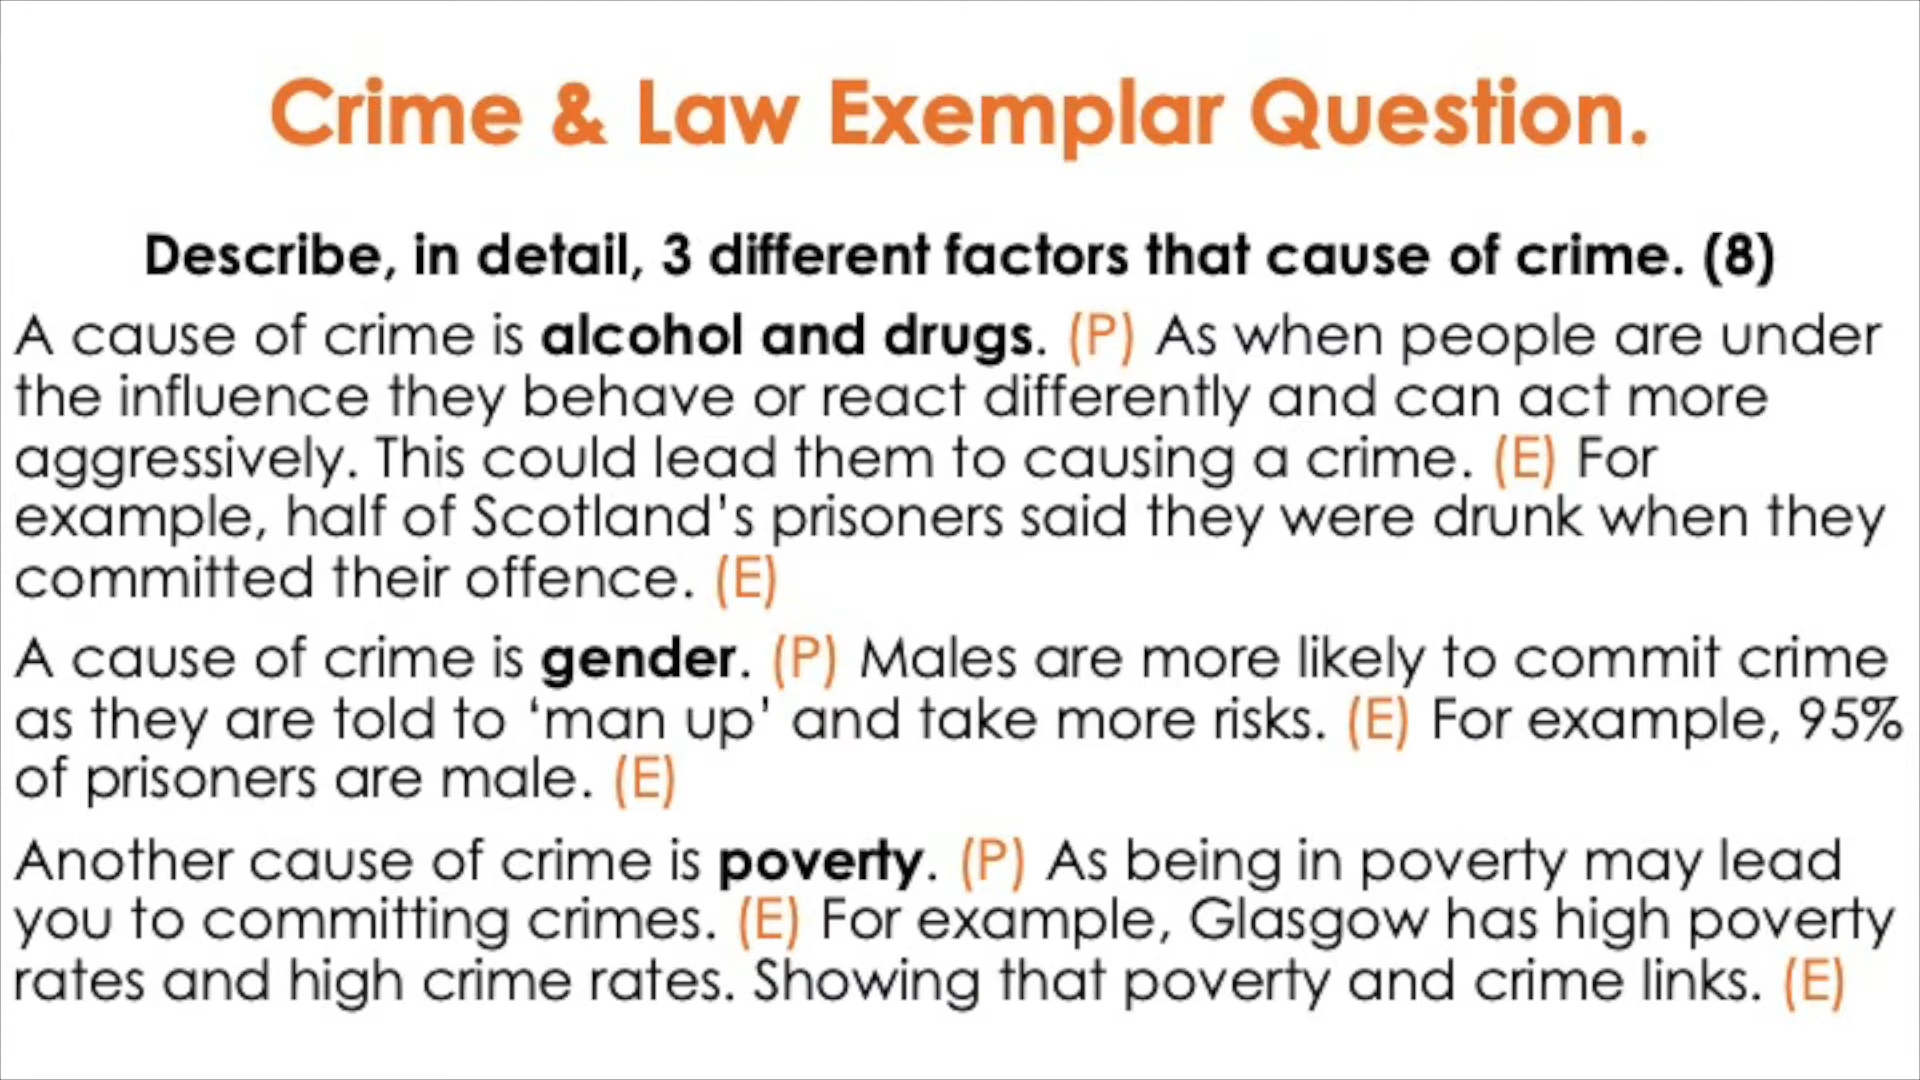 Crime & Law Exemplar Question.
Describe, in detail, 3 different factors that cause of crime. (8)
A cause of crime is alcohol and drugs. (P) As when people are under
the influence they behave or react differently and can act more
aggressively. This could lead them to causing a crime. (E) For
example, half of Scotland's prisoners said they were drunk when they
committed their offence. (E)
A cause of crime is gender. (P) Males are more likely to commit crime
as they are told to ‘man up’ and take more risks. (E) For example, 95%
of prisoners are male. (E)
Another cause of crime is poverty. (P) As being in poverty may lead
you to committing crimes. (E) For example, Glasgow has high poverty
rates and high crime rates. Showing that poverty and crime links. (E)